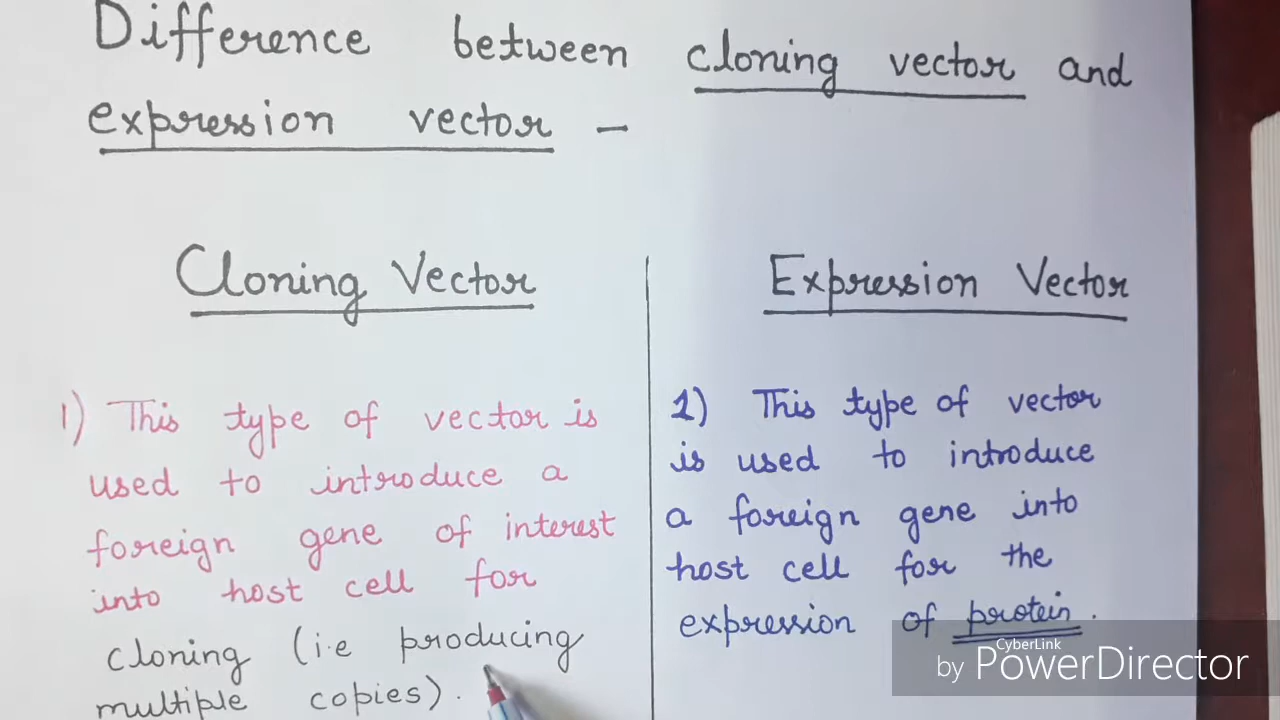 Difference between cloning vector and
expression vector -
Cloning Vector
1) This type of vector is
used to introduce a
foreign gene of interest
into host cell for
cloning (i.e producing
multiple copies).
Expression Vector
1) This type of vector
is used to introduce
a foreign gene into
host cell for the
expression of protein.
CyberLink
by PowerDirector